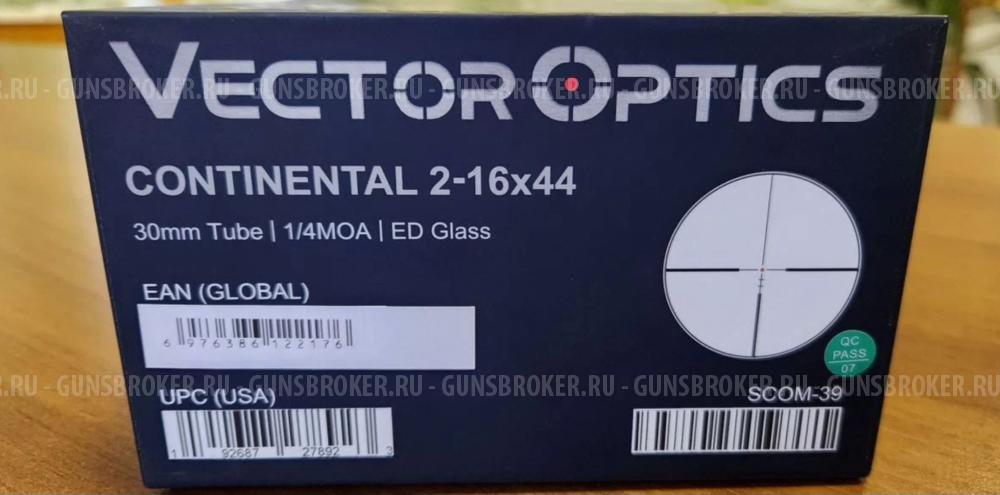 VECTOROPTICS
.RU - GUNSBROKER.RU - GUNSBROKER.RU - GUNSBROKER.RU - GUNSBROKER.RU - GUNSBROKER.RU
CONTINENTAL 2-16x44
30mm Tube | 1/4MOA | ED Glass
EAN (GLOBAL)
6 976386 122176
QC
PASS
07
.RU - GUNSBROKER.RU - GUNSBROKER.RU - GUNSBROKER.RU - GUNSBROKER.RU - GUNSBROKER.RU
UPC (USA)
SCOM-39
1 92687 27892 3